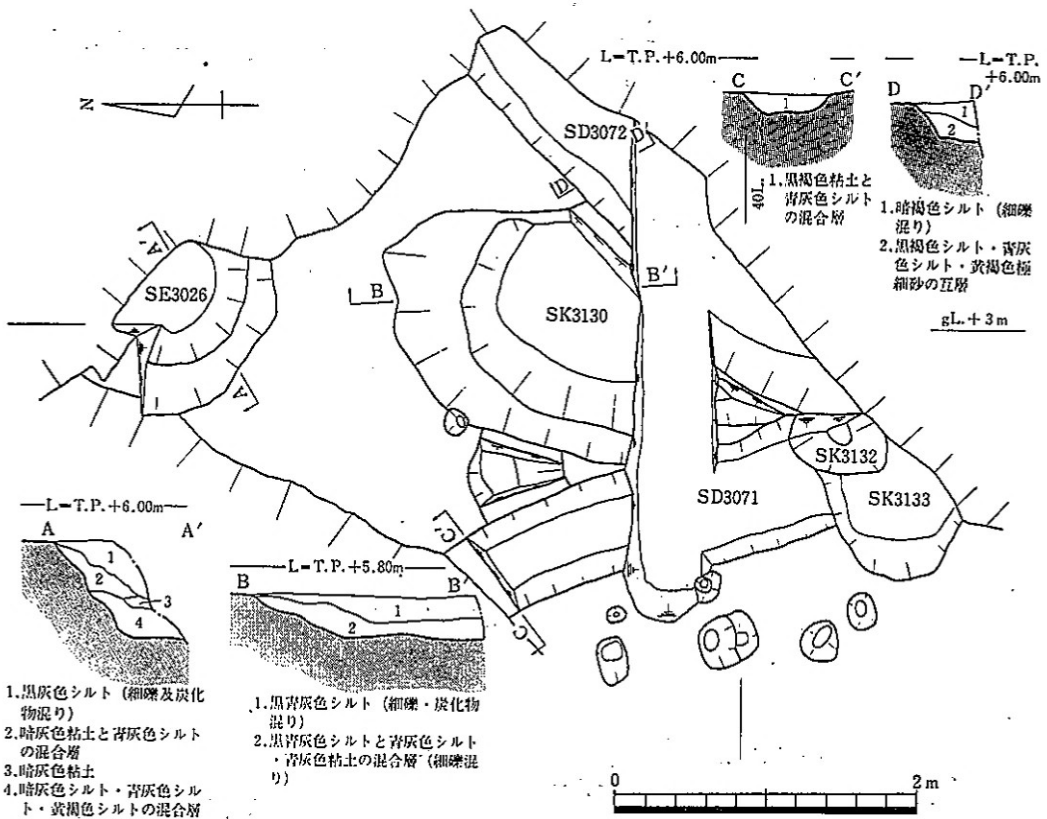 L=T.P.+6.00m
C C′
1
1.黒褐色粘土と
青灰色シルト
の混合層
40L
L=T.P.
+6.00m
D D′
1
2
1.暗褐色シルト(細礫
混り)
2.黒褐色シルト・青灰
色シルト・黄褐色極
細砂の互層
gL.+3m
N
SD3072
D′
D
A′
SE3026
A
B
B′
SK3130
SK3132
SD3071
SK3133
C′
C
L=T.P.+6.00m
A A′
1
2
3
4
1.黒灰色シルト(細礫及炭化
物混り)
2.暗灰色粘土と青灰色シルト
の混合層
3.暗灰色粘土
4.暗灰色シルト・青灰色シル
ト・黄褐色シルトの混合層
L=T.P.+5.80m
B B′
1
2
1.黒青灰色シルト(細礫・炭化物
混り)
2.黒青灰色シルトと青灰色シルト
・青灰色粘土の混合層(細礫混
り)
0 2m